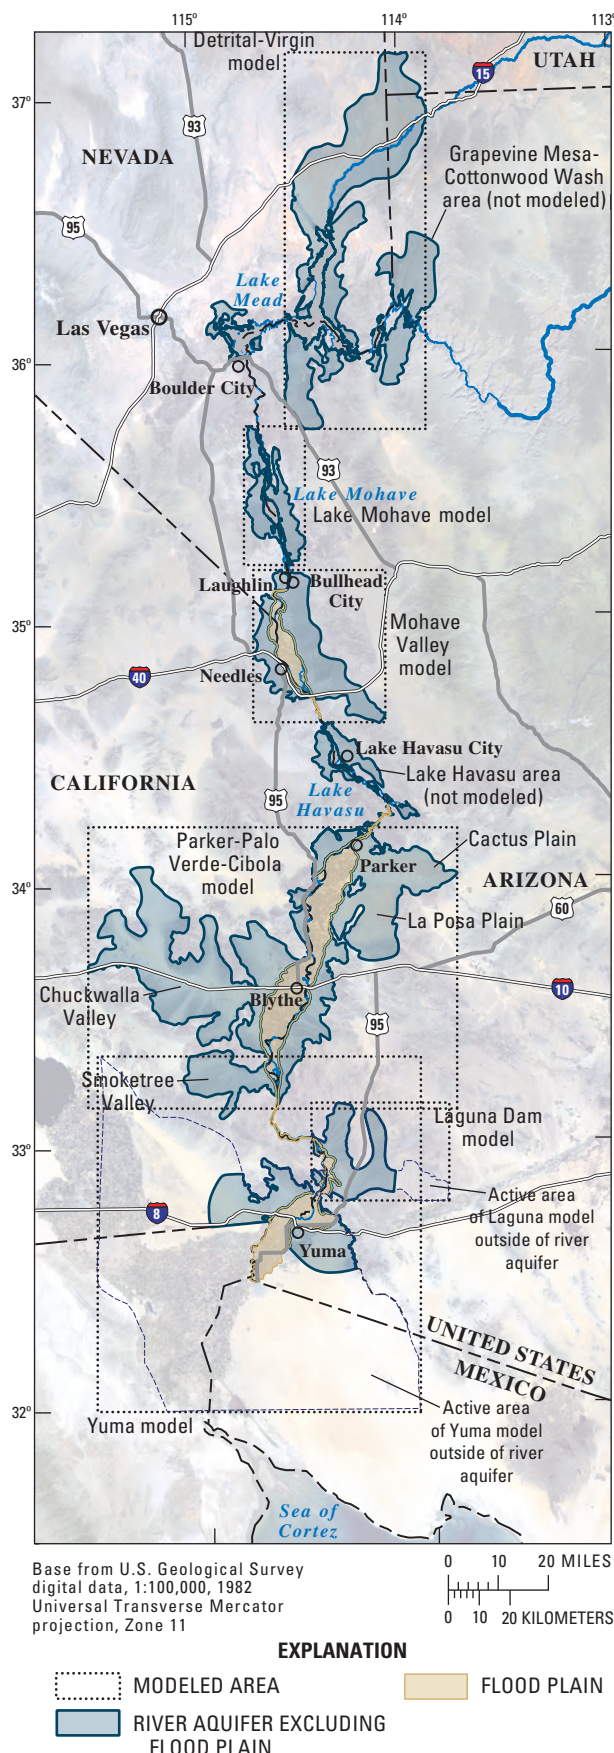 115°
114°
113°
Detrital-Virgin
model
UTAH
15
37°
93
NEVADA
Grapevine Mesa-
Cottonwood Wash
area (not modeled)
95
Lake
Mead
Las Vegas
36°
Boulder City
93
Lake Mohave
Lake Mohave model
Laughlin
Bullhead
City
35°
Mohave
Valley
model
Needles
40
Lake Havasu City
CALIFORNIA
Lake Havasu area
(not modeled)
Lake
Havasu
95
Parker-Palo
Verde-Cibola
model
Cactus Plain
Parker
34°
ARIZONA
La Posa Plain
60
Chuckwalla
Valley
Blythe
10
95
Smoketree
Valley
Laguna Dam
model
33°
Active area
of Laguna model
outside of river
aquifer
8
Yuma
UNITED STATES
MEXICO
32°
Yuma model
Active area
of Yuma model
outside of river
aquifer
Sea of
Cortez
Base from U.S. Geological Survey
digital data, 1:100,000, 1982
Universal Transverse Mercator
projection, Zone 11
0 10 20 MILES
0 10 20 KILOMETERS
EXPLANATION
MODELED AREA
FLOOD PLAIN
RIVER AQUIFER EXCLUDING
FLOOD PLAIN